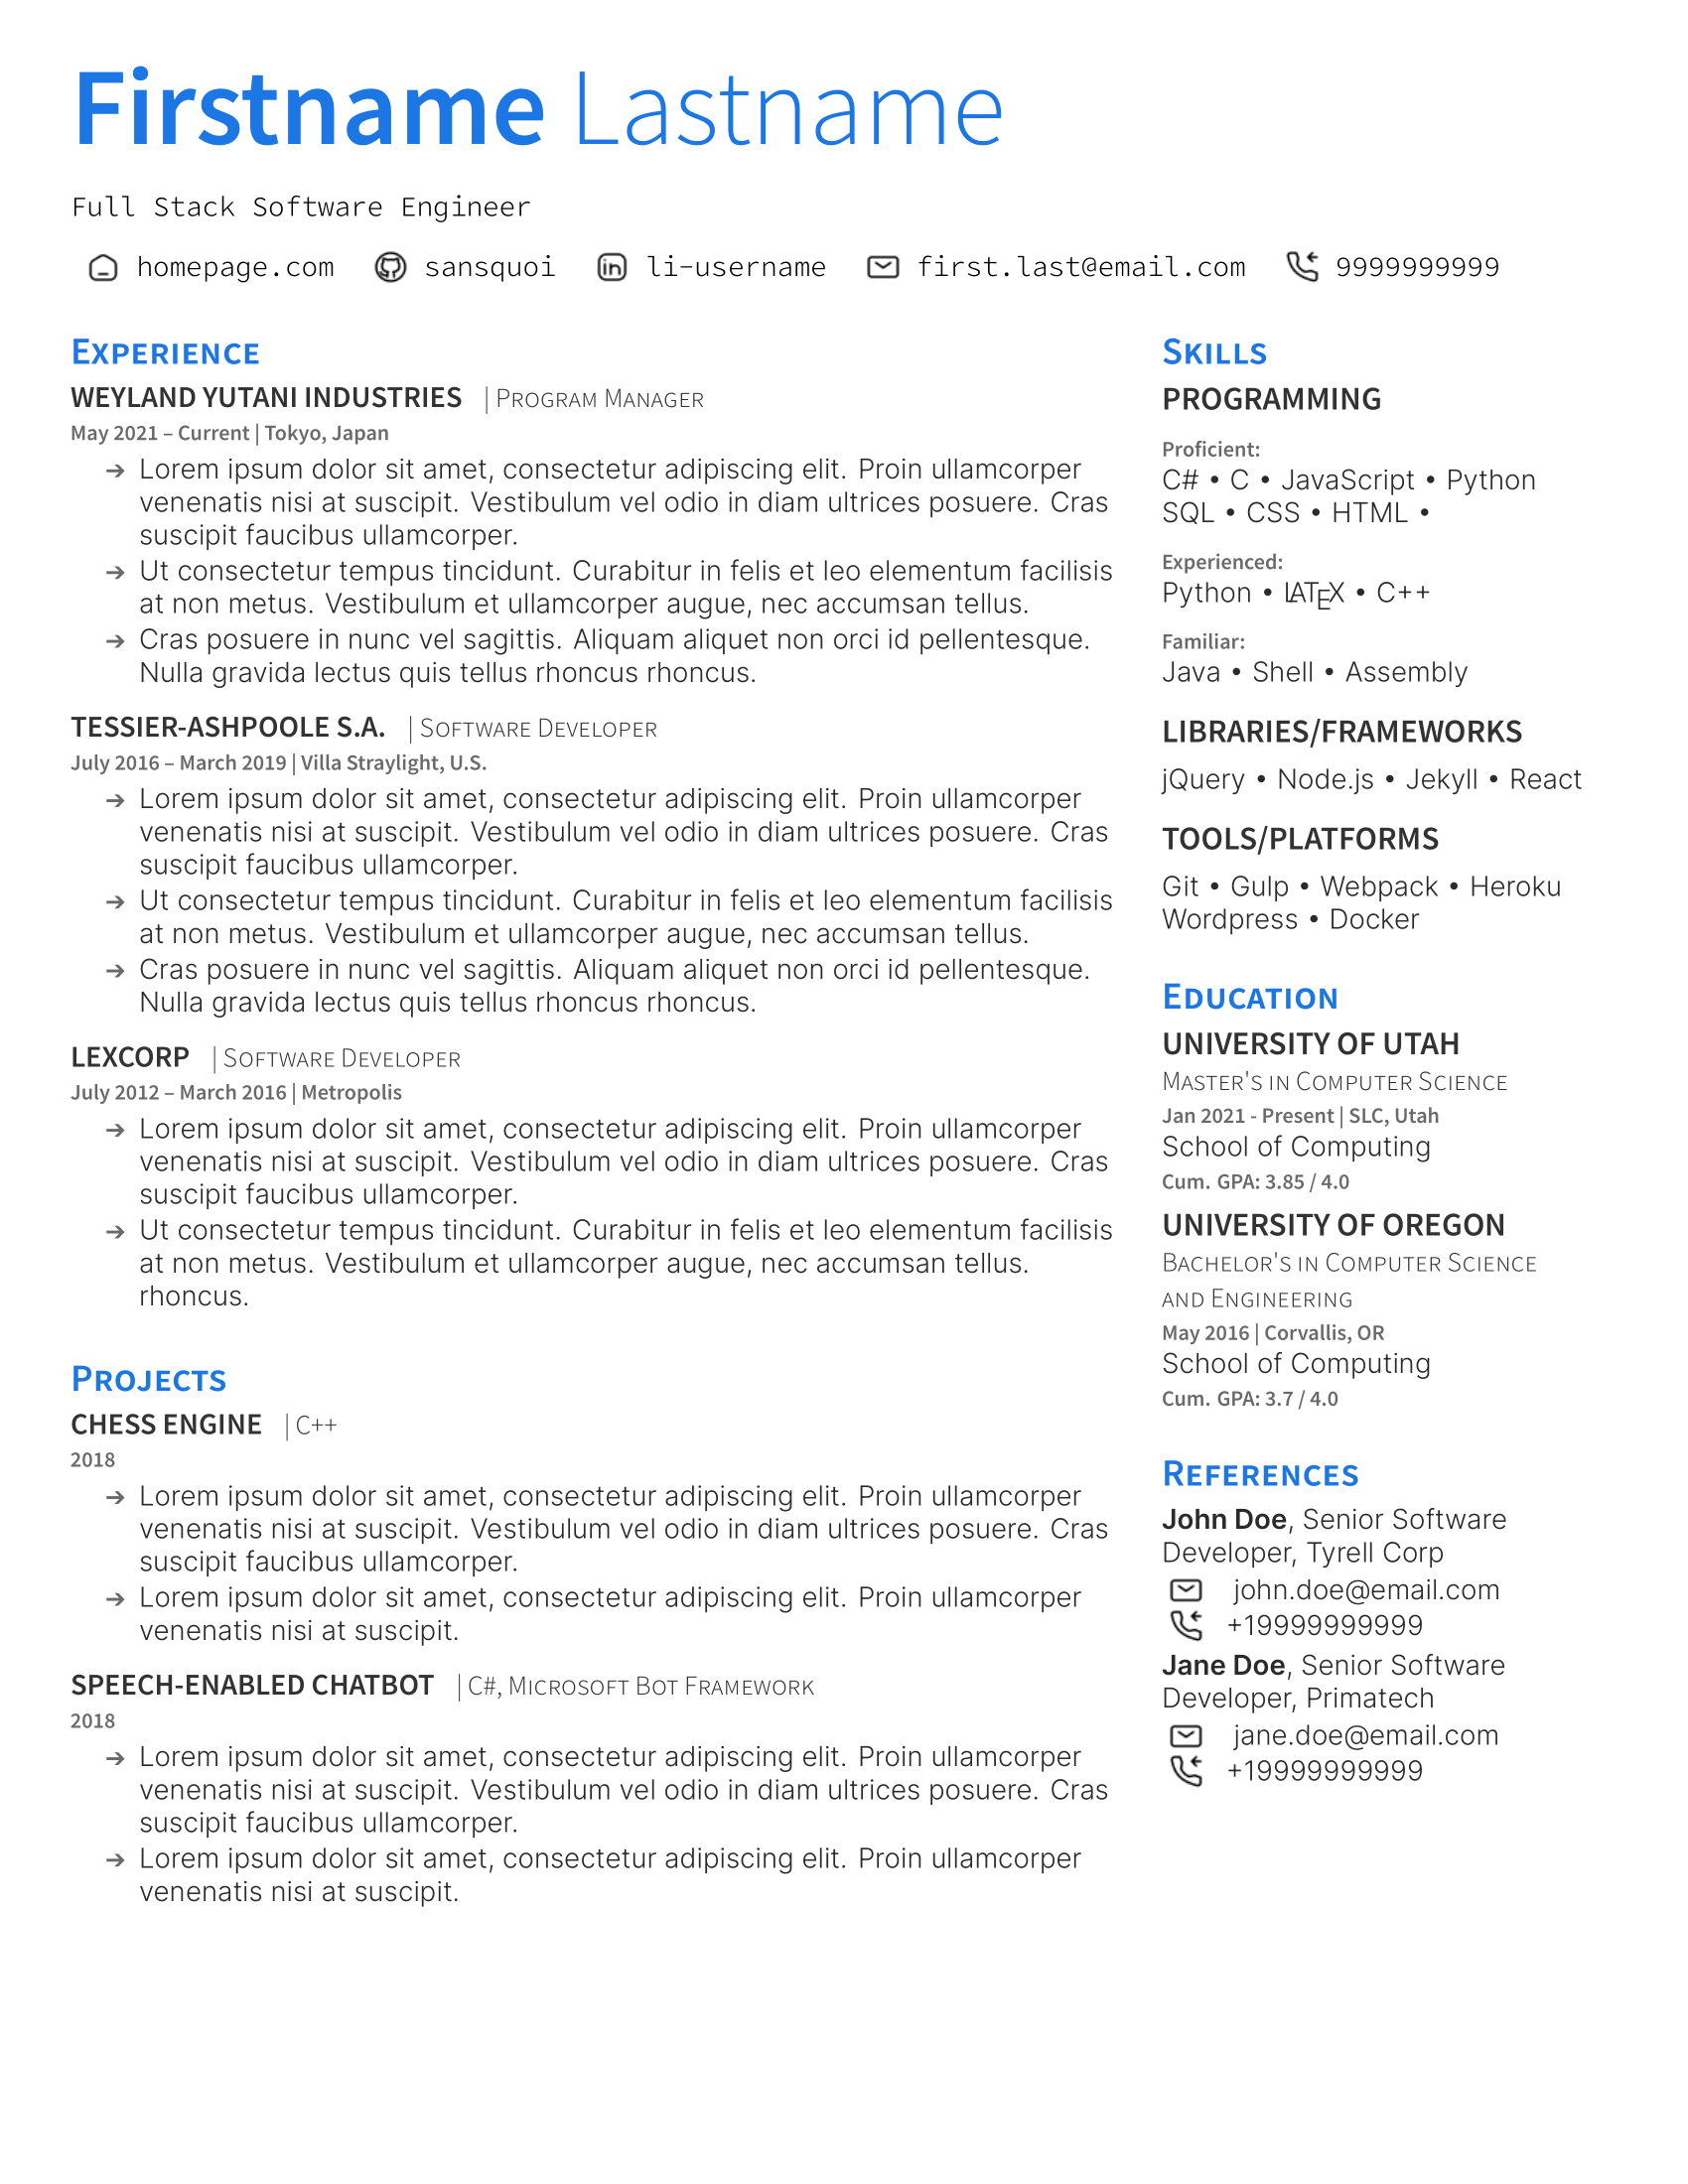 Firstname Lastname
Full Stack Software Engineer
homepage.com sansquoi li-username first.last@email.com 9999999999
Experience
WEYLAND YUTANI INDUSTRIES | Program Manager
May 2021 – Current | Tokyo, Japan
➔ Lorem ipsum dolor sit amet, consectetur adipiscing elit. Proin ullamcorper
venenatis nisi at suscipit. Vestibulum vel odio in diam ultrices posuere. Cras
suscipit faucibus ullamcorper.
➔ Ut consectetur tempus tincidunt. Curabitur in felis et leo elementum facilisis
at non metus. Vestibulum et ullamcorper augue, nec accumsan tellus.
➔ Cras posuere in nunc vel sagittis. Aliquam aliquet non orci id pellentesque.
Nulla gravida lectus quis tellus rhoncus rhoncus.
TESSIER-ASHPOOLE S.A. | Software Developer
July 2016 – March 2019 | Villa Straylight, U.S.
➔ Lorem ipsum dolor sit amet, consectetur adipiscing elit. Proin ullamcorper
venenatis nisi at suscipit. Vestibulum vel odio in diam ultrices posuere. Cras
suscipit faucibus ullamcorper.
➔ Ut consectetur tempus tincidunt. Curabitur in felis et leo elementum facilisis
at non metus. Vestibulum et ullamcorper augue, nec accumsan tellus.
➔ Cras posuere in nunc vel sagittis. Aliquam aliquet non orci id pellentesque.
Nulla gravida lectus quis tellus rhoncus rhoncus.
LEXCORP | Software Developer
July 2012 – March 2016 | Metropolis
➔ Lorem ipsum dolor sit amet, consectetur adipiscing elit. Proin ullamcorper
venenatis nisi at suscipit. Vestibulum vel odio in diam ultrices posuere. Cras
suscipit faucibus ullamcorper.
➔ Ut consectetur tempus tincidunt. Curabitur in felis et leo elementum facilisis
at non metus. Vestibulum et ullamcorper augue, nec accumsan tellus.
rhoncus.
Projects
CHESS ENGINE | C++
2018
➔ Lorem ipsum dolor sit amet, consectetur adipiscing elit. Proin ullamcorper
venenatis nisi at suscipit. Vestibulum vel odio in diam ultrices posuere. Cras
suscipit faucibus ullamcorper.
➔ Lorem ipsum dolor sit amet, consectetur adipiscing elit. Proin ullamcorper
venenatis nisi at suscipit.
SPEECH-ENABLED CHATBOT | C#, Microsoft Bot Framework
2018
➔ Lorem ipsum dolor sit amet, consectetur adipiscing elit. Proin ullamcorper
venenatis nisi at suscipit. Vestibulum vel odio in diam ultrices posuere. Cras
suscipit faucibus ullamcorper.
➔ Lorem ipsum dolor sit amet, consectetur adipiscing elit. Proin ullamcorper
venenatis nisi at suscipit.
Skills
PROGRAMMING
Proficient:
C# • C • JavaScript • Python
SQL • CSS • HTML •
Experienced:
Python • LATEX • C++
Familiar:
Java • Shell • Assembly
LIBRARIES/FRAMEWORKS
jQuery • Node.js • Jekyll • React
TOOLS/PLATFORMS
Git • Gulp • Webpack • Heroku
Wordpress • Docker
Education
UNIVERSITY OF UTAH
Master's in Computer Science
Jan 2021 - Present | SLC, Utah
School of Computing
Cum. GPA: 3.85 / 4.0
UNIVERSITY OF OREGON
Bachelor's in Computer Science
and Engineering
May 2016 | Corvallis, OR
School of Computing
Cum. GPA: 3.7 / 4.0
References
John Doe, Senior Software
Developer, Tyrell Corp
john.doe@email.com
+19999999999
Jane Doe, Senior Software
Developer, Primatech
jane.doe@email.com
+19999999999